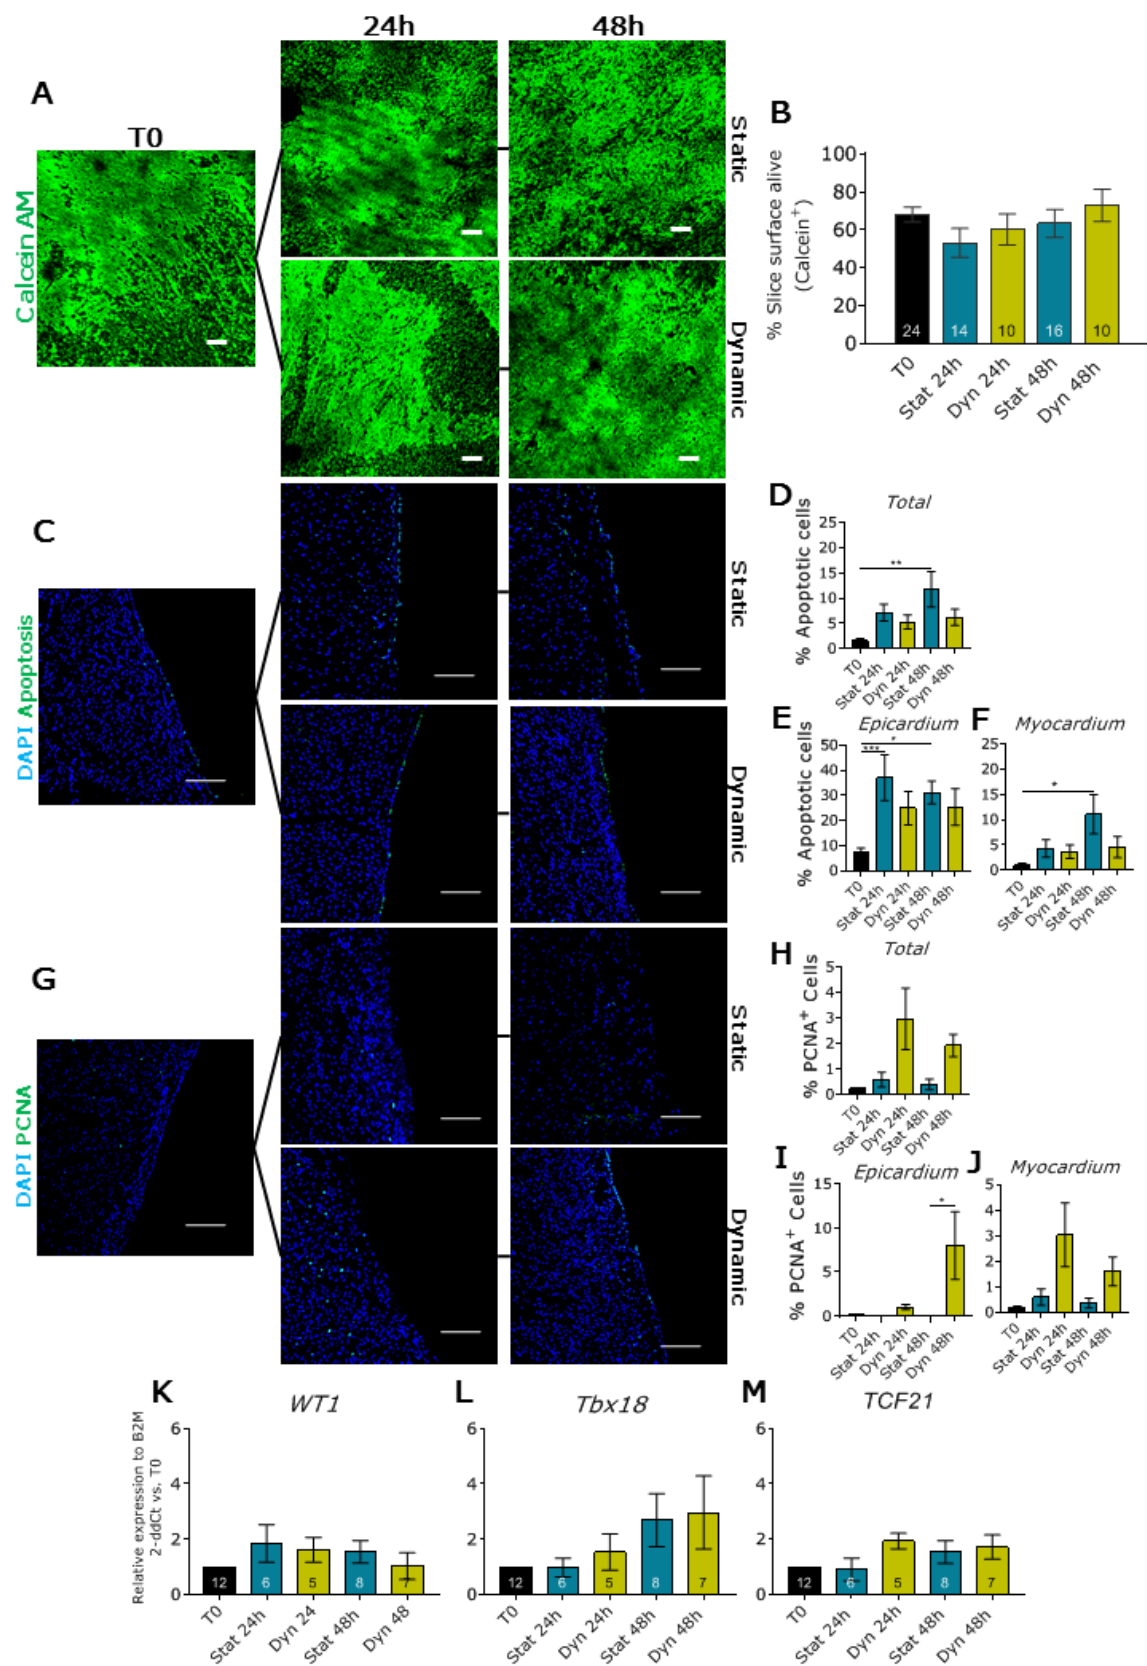 24h
48h
A
T0
Calcein AM
Static
Dynamic
B
% Slice surface alive
(Calcein⁺)
100
80
60
40
20
0
24
14
10
16
10
T0
Stat 24h
Dyn 24h
Stat 48h
Dyn 48h
C
DAPI Apoptosis
Static
Dynamic
D
Total
% Apoptotic cells
25
20
15
10
5
0
**
T0
Stat 24h
Dyn 24h
Stat 48h
Dyn 48h
E
Epicardium
% Apoptotic cells
50
40
30
20
10
0
***
*
T0
Stat 24h
Dyn 24h
Stat 48h
Dyn 48h
F
Myocardium
25
20
15
10
5
0
*
T0
Stat 24h
Dyn 24h
Stat 48h
Dyn 48h
G
DAPI PCNA
Static
Dynamic
H
Total
% PCNA⁺ Cells
5
4
3
2
1
0
T0
Stat 24h
Dyn 24h
Stat 48h
Dyn 48h
I
Epicardium
% PCNA⁺ Cells
15
10
5
0
*
T0
Stat 24h
Dyn 24h
Stat 48h
Dyn 48h
J
Myocardium
5
4
3
2
1
0
T0
Stat 24h
Dyn 24h
Stat 48h
Dyn 48h
K
WT1
Relative expression to B2M
2-ddCt vs. T0
6
4
2
0
12
6
5
8
7
T0
Stat 24h
Dyn 24
Stat 48h
Dyn 48
L
Tbx18
6
4
2
0
12
6
5
8
7
T0
Stat 24h
Dyn 24h
Stat 48h
Dyn 48h
M
TCF21
6
4
2
0
12
6
5
8
7
T0
Stat 24h
Dyn 24h
Stat 48h
Dyn 48h